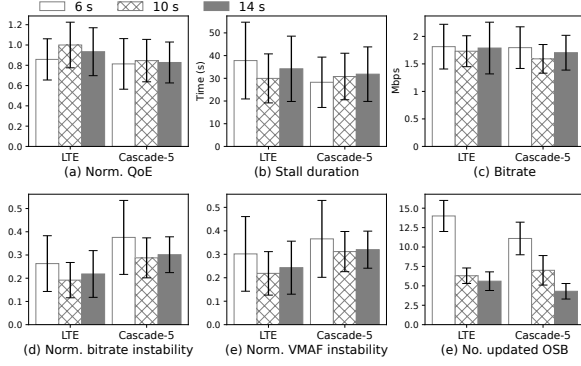 6 s 10 s 14 s
1.2
1.0
0.8
0.6
0.4
0.2
0.0
LTE Cascade-5
(a) Norm. QoE
Time (s)
60
50
40
30
20
10
0
LTE Cascade-5
(b) Stall duration
Mbps
2
1.5
1
0.5
0
LTE Cascade-5
(c) Bitrate
0.5
0.4
0.3
0.2
0.1
0.0
LTE Cascade-5
(d) Norm. bitrate instability
0.5
0.4
0.3
0.2
0.1
0.0
LTE Cascade-5
(e) Norm. VMAF instability
15.0
12.5
10.0
7.5
5.0
2.5
0.0
LTE Cascade-5
(e) No. updated OSB